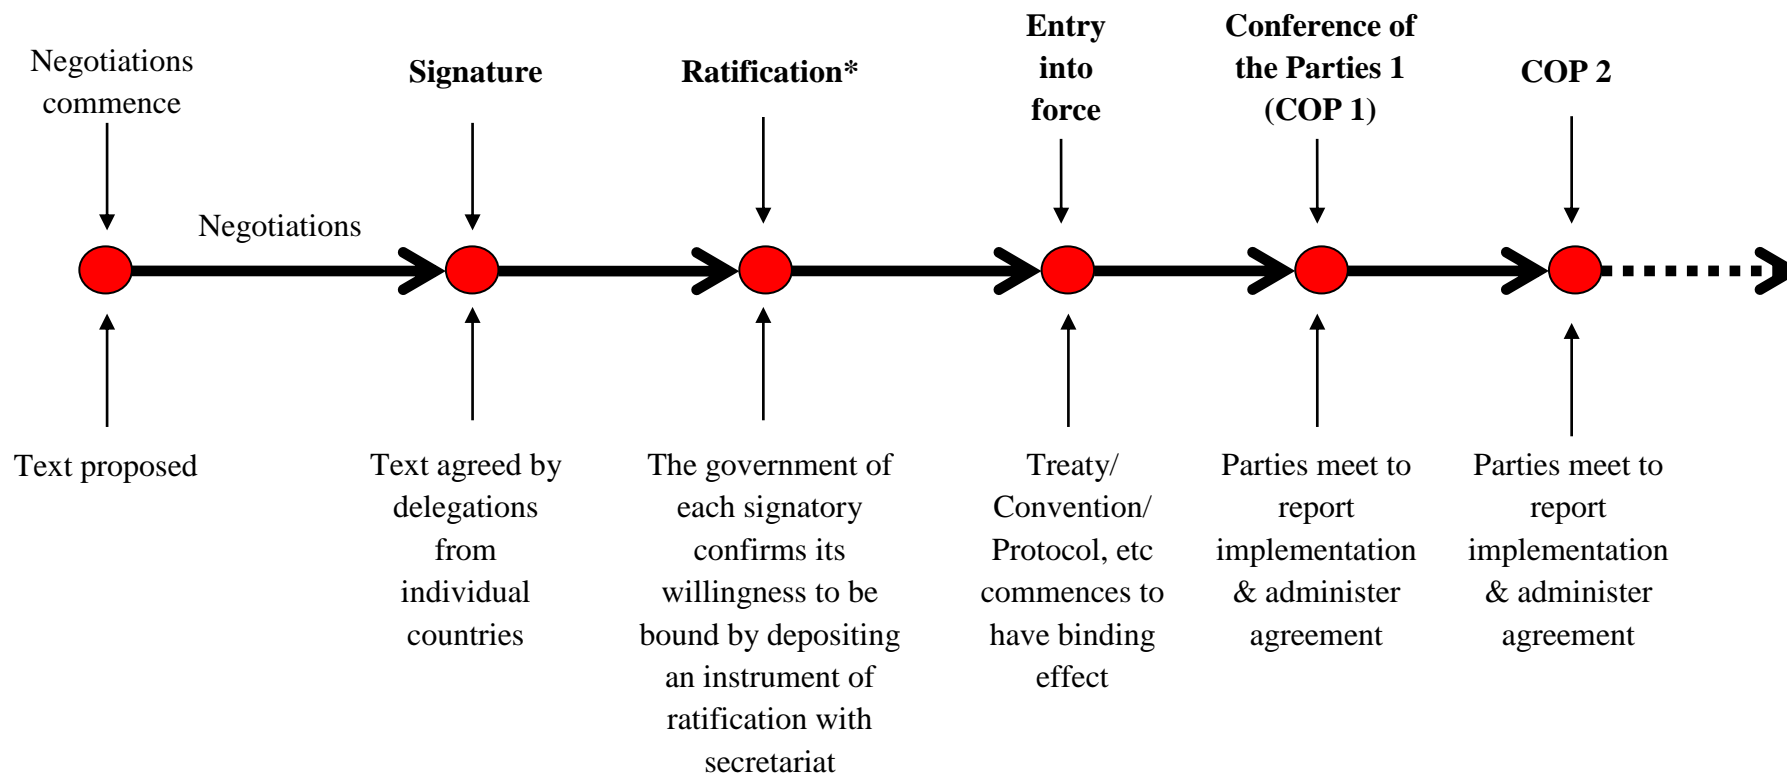 Negotiations
commence
Signature
Ratification*
Entry
into
force
Conference of
the Parties 1
(COP 1)
COP 2
Negotiations
Text proposed
Text agreed by
delegations
from
individual
countries
The government of
each signatory
confirms its
willingness to be
bound by depositing
an instrument of
ratification with
secretariat
Treaty/
Convention/
Protocol, etc
commences to
have binding
effect
Parties meet to
report
implementation
& administer
agreement
Parties meet to
report
implementation
& administer
agreement